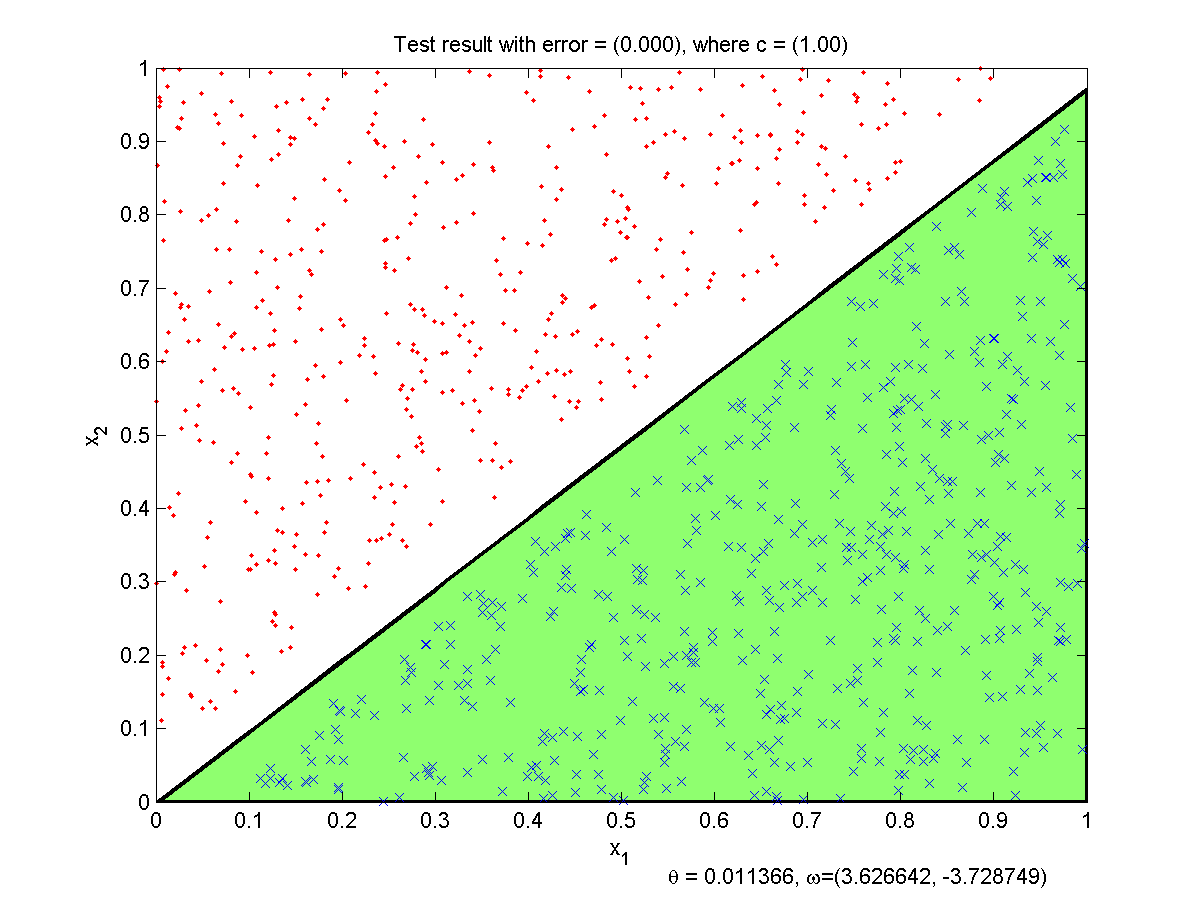 Test result with error = (0.000), where c = (1.00)
1
0.9
0.8
0.7
0.6
0.5
0.4
0.3
0.2
0.1
0
x2
0 0.1 0.2 0.3 0.4 0.5 0.6 0.7 0.8 0.9 1
x1
θ = 0.011366, ω=(3.626642, -3.728749)